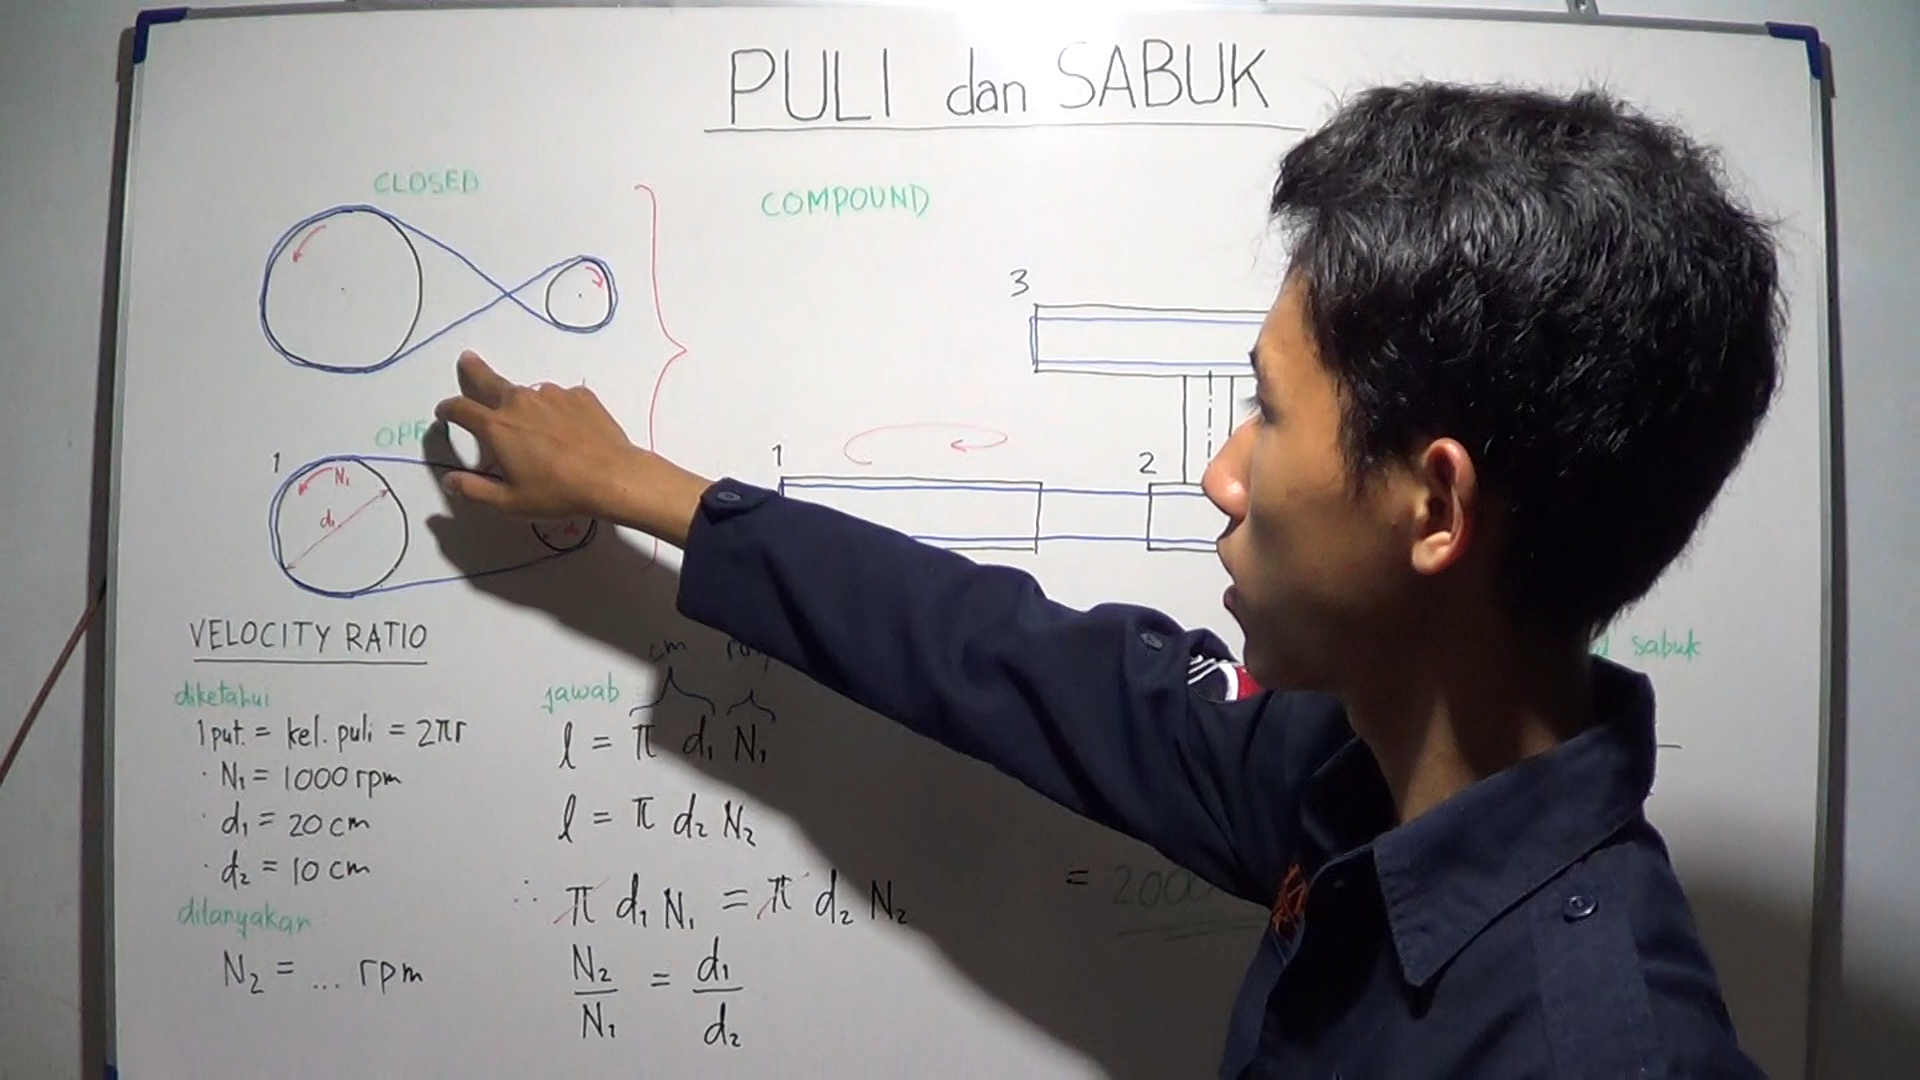 PULI dan SABUK
CLOSED
COMPOUND
3
1
N₁
d₁
1
2
VELOCITY RATIO
sabuk
diketahui
1 put. = kel. puli = 2πr
· N₁ = 1000 rpm
· d₁ = 20 cm
· d₂ = 10 cm
ditanyakan
N₂ = ... rpm
cm
jawab
l = π d₁ N₁
l = π d₂ N₂
∴ π d₁ N₁ = π d₂ N₂
N₂/N₁ = d₁/d₂